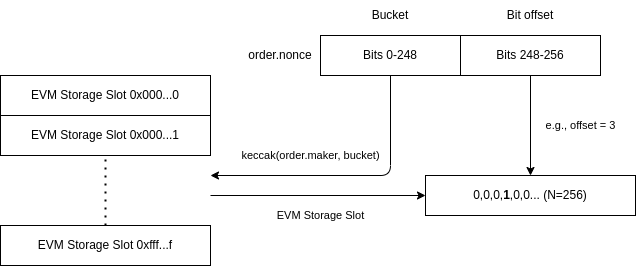 Bucket
Bit offset
order.nonce
Bits 0-248
Bits 248-256
EVM Storage Slot 0x000...0
EVM Storage Slot 0x000...1
e.g., offset = 3
keccak(order.maker, bucket)
0,0,0,1,0,0... (N=256)
EVM Storage Slot
EVM Storage Slot 0xfff...f